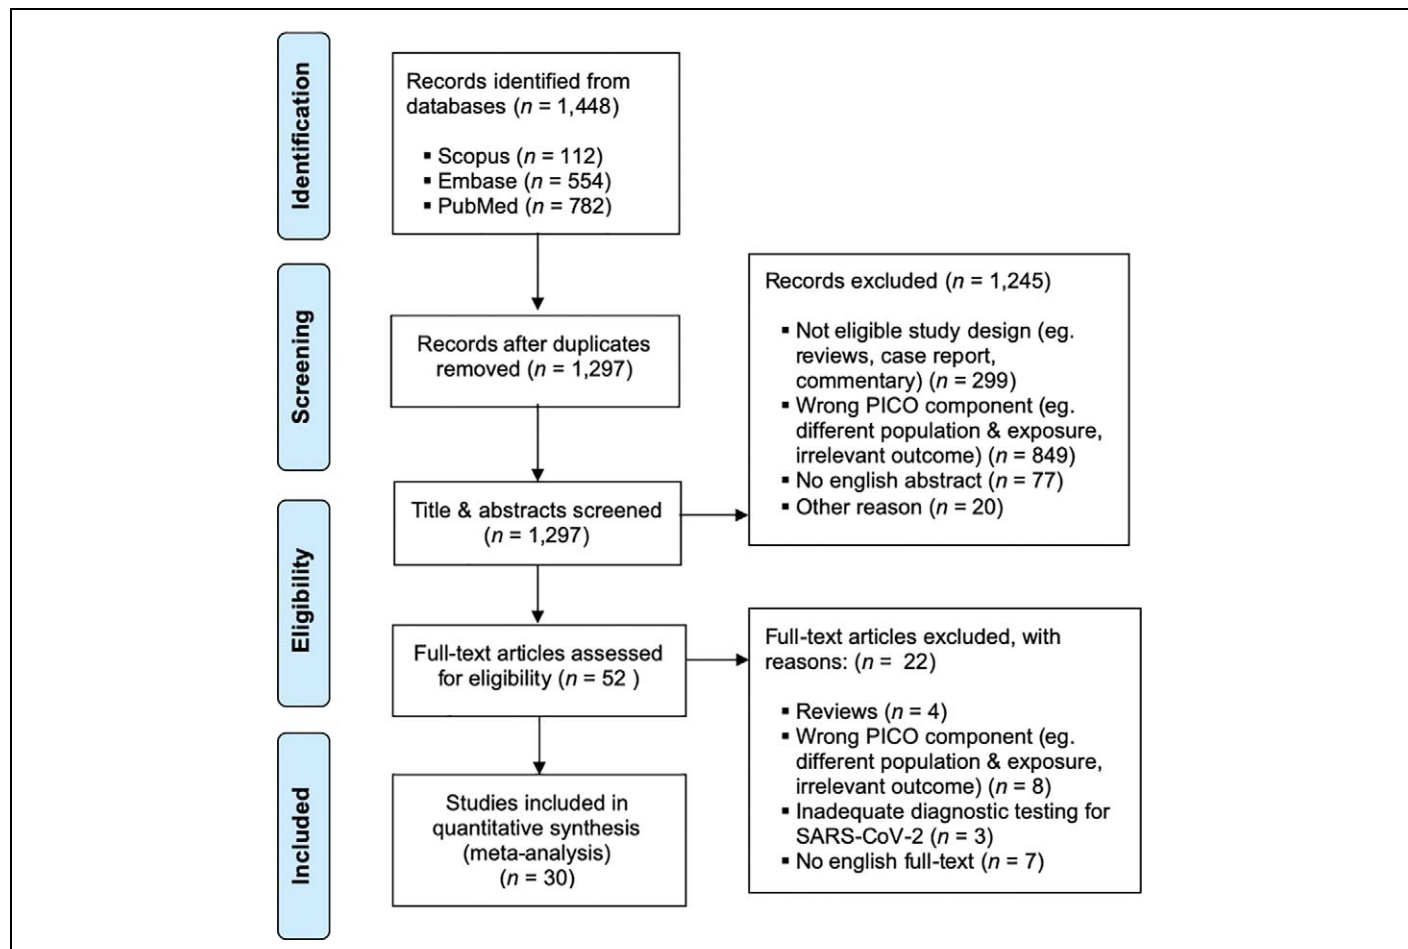 Identification
Records identified from
databases (n = 1,448)
▪ Scopus (n = 112)
▪ Embase (n = 554)
▪ PubMed (n = 782)
Screening
Records after duplicates
removed (n = 1,297)
Records excluded (n = 1,245)
▪ Not eligible study design (eg.
reviews, case report,
commentary) (n = 299)
▪ Wrong PICO component (eg.
different population & exposure,
irrelevant outcome) (n = 849)
▪ No english abstract (n = 77)
▪ Other reason (n = 20)
Title & abstracts screened
(n = 1,297)
Eligibility
Full-text articles assessed
for eligibility (n = 52 )
Full-text articles excluded, with
reasons: (n =  22)
▪ Reviews (n = 4)
▪ Wrong PICO component (eg.
different population & exposure,
irrelevant outcome) (n = 8)
▪ Inadequate diagnostic testing for
SARS-CoV-2 (n = 3)
▪ No english full-text (n = 7)
Included
Studies included in
quantitative synthesis
(meta-analysis)
(n = 30)